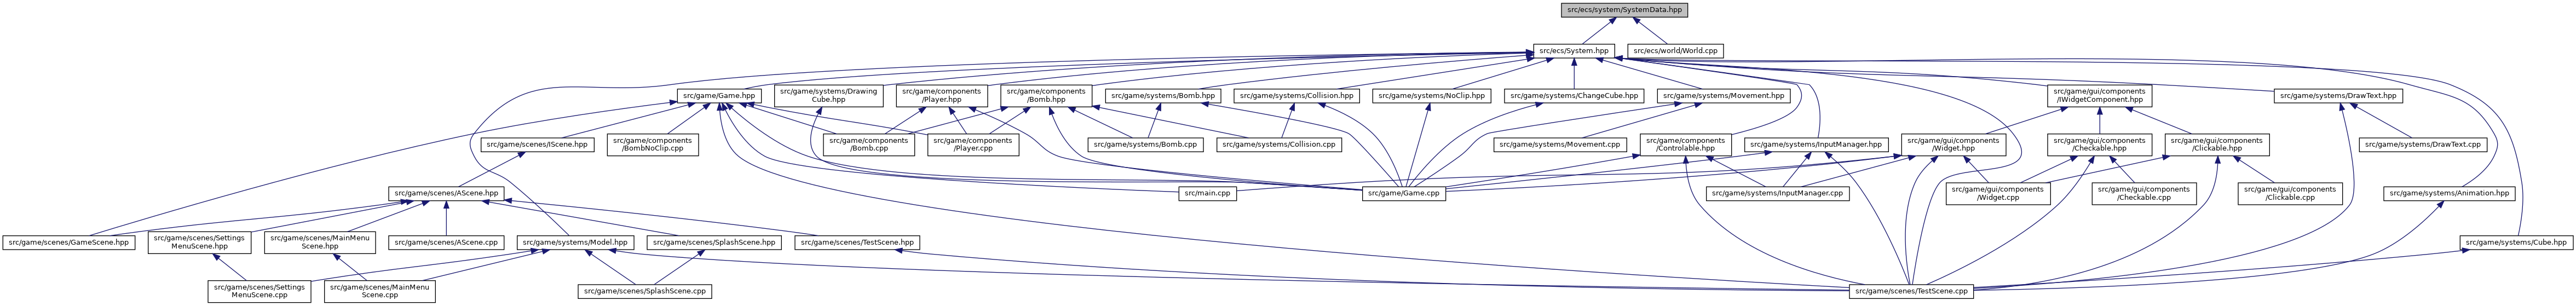 src/ecs/system/SystemData.hpp
src/ecs/System.hpp
src/ecs/world/World.cpp
src/game/Game.hpp
src/game/systems/Drawing
Cube.hpp
src/game/components
/Player.hpp
src/game/components
/Bomb.hpp
src/game/systems/Bomb.hpp
src/game/systems/Collision.hpp
src/game/systems/NoClip.hpp
src/game/systems/ChangeCube.hpp
src/game/systems/Movement.hpp
src/game/gui/components
/IWidgetComponent.hpp
src/game/systems/DrawText.hpp
src/game/scenes/IScene.hpp
src/game/components
/BombNoClip.cpp
src/game/components
/Bomb.cpp
src/game/components
/Player.cpp
src/game/systems/Bomb.cpp
src/game/systems/Collision.cpp
src/game/systems/Movement.cpp
src/game/components
/Controlable.hpp
src/game/systems/InputManager.hpp
src/game/gui/components
/Widget.hpp
src/game/gui/components
/Checkable.hpp
src/game/gui/components
/Clickable.hpp
src/game/systems/DrawText.cpp
src/game/scenes/AScene.hpp
src/main.cpp
src/game/Game.cpp
src/game/systems/InputManager.cpp
src/game/gui/components
/Widget.cpp
src/game/gui/components
/Checkable.cpp
src/game/gui/components
/Clickable.cpp
src/game/systems/Animation.hpp
src/game/scenes/GameScene.hpp
src/game/scenes/Settings
MenuScene.hpp
src/game/scenes/MainMenu
Scene.hpp
src/game/scenes/AScene.cpp
src/game/systems/Model.hpp
src/game/scenes/SplashScene.hpp
src/game/scenes/TestScene.hpp
src/game/systems/Cube.hpp
src/game/scenes/Settings
MenuScene.cpp
src/game/scenes/MainMenu
Scene.cpp
src/game/scenes/SplashScene.cpp
src/game/scenes/TestScene.cpp